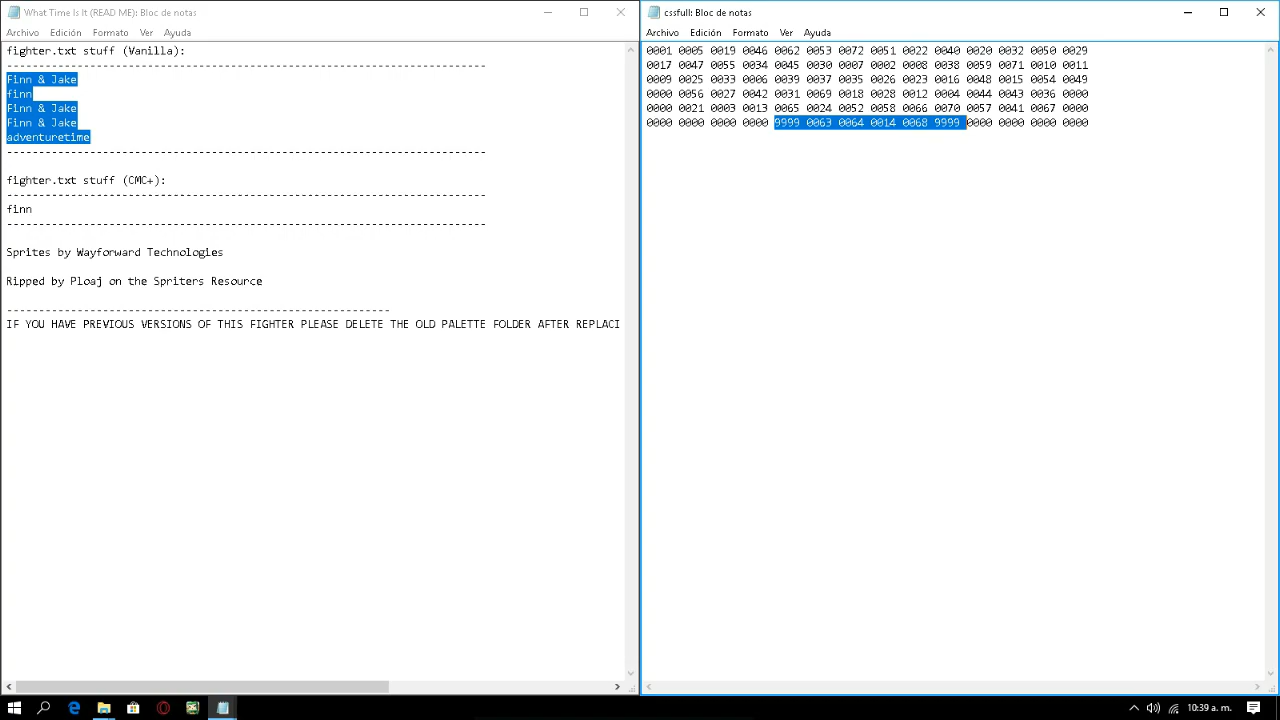 What Time Is It (READ ME): Bloc de notas
Archivo Edición Formato Ver Ayuda
fighter.txt stuff (Vanilla):
---------------------------------------------------------------------------
Finn & Jake
finn
Finn & Jake
Finn & Jake
adventuretime
---------------------------------------------------------------------------
fighter.txt stuff (CMC+):
---------------------------------------------------------------------------
finn
---------------------------------------------------------------------------
Sprites by Wayforward Technologies
Ripped by Ploaj on the Spriters Resource
------------------------------------------------------------
IF YOU HAVE PREVIOUS VERSIONS OF THIS FIGHTER PLEASE DELETE THE OLD PALETTE FOLDER AFTER REPLACI
cssfull: Bloc de notas
Archivo Edición Formato Ver Ayuda
0001 0005 0019 0046 0062 0053 0072 0051 0022 0040 0020 0032 0050 0029
0017 0047 0055 0034 0045 0030 0007 0002 0008 0038 0059 0071 0010 0011
0009 0025 0033 0006 0039 0037 0035 0026 0023 0016 0048 0015 0054 0049
0000 0056 0027 0042 0031 0069 0018 0028 0012 0004 0044 0043 0036 0000
0000 0021 0003 0013 0065 0024 0052 0058 0066 0070 0057 0041 0067 0000
0000 0000 0000 0000 9999 0063 0064 0014 0068 9999 0000 0000 0000 0000
10:39 a. m.